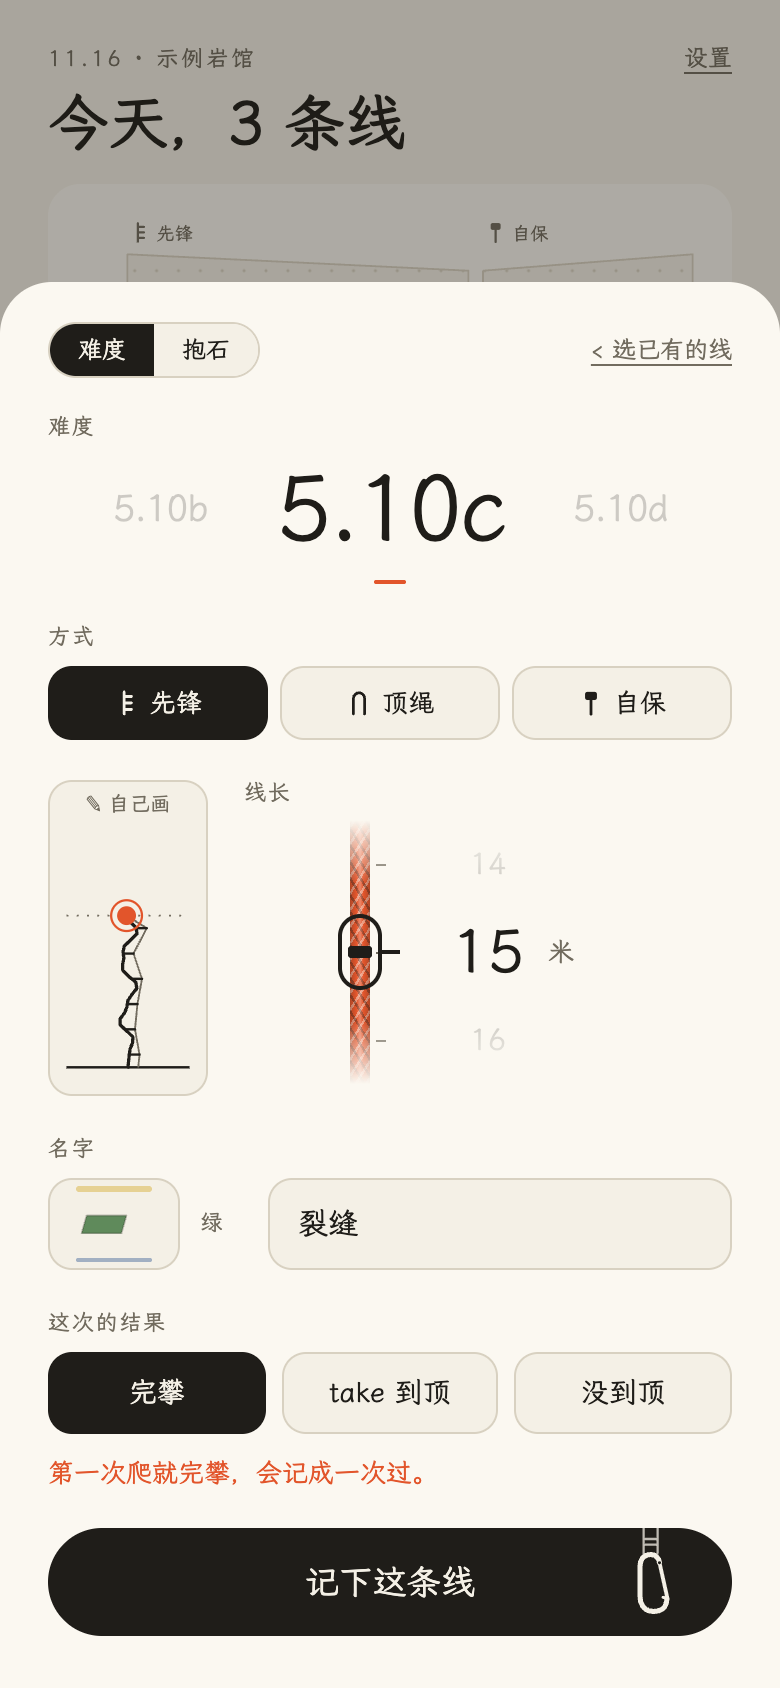 11.16 · 示例岩馆
设置
今天，3 条线
先锋
自保
难度
抱石
< 选已有的线
难度
5.10b
5.10c
5.10d
方式
先锋
顶绳
自保
自己画
线长
14
15 米
16
名字
绿
裂缝
这次的结果
完攀
take 到顶
没到顶
第一次爬就完攀，会记成一次过。
记下这条线